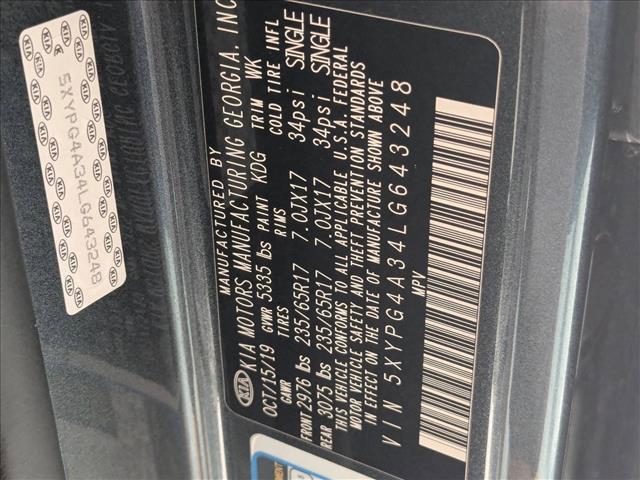 KIA
5XYPG4A34LG643248
MANUFACTURED BY
KIA KIA MOTORS MANUFACTURING GEORGIA, INC
OCT/15/19 GVWR 5335 lbs PAINT KDG TRIM WK
GAWR TIRES RIMS COLD TIRE INFL
FRONT 2976 lbs 235/65R17 7.0JX17 34psi SINGLE
REAR 3075 lbs 235/65R17 7.0JX17 34psi SINGLE
THIS VEHICLE CONFORMS TO ALL APPLICABLE U.S.A. FEDERAL
MOTOR VEHICLE SAFETY AND THEFT PREVENTION STANDARDS
IN EFFECT ON THE DATE OF MANUFACTURE SHOWN ABOVE
VIN 5XYPG4A34LG643248
MPV